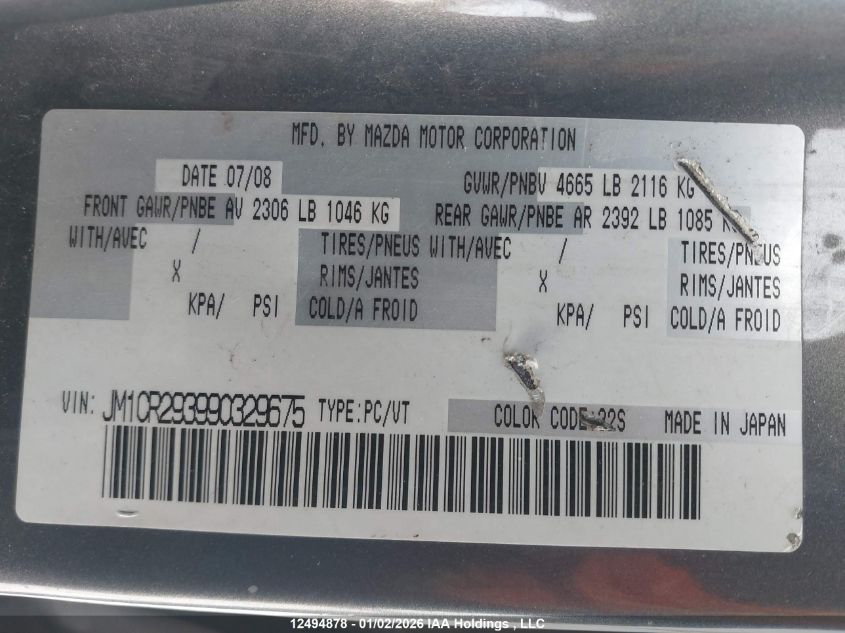 MFD. BY MAZDA MOTOR CORPORATION
DATE 07/08 GVWR/PNBV 4665 LB 2116 KG
FRONT GAWR/PNBE AV 2306 LB 1046 KG REAR GAWR/PNBE AR 2392 LB 1085
WITH/AVEC / TIRES/PNEUS WITH/AVEC / TIRES/PNEUS
X RIMS/JANTES X RIMS/JANTES
KPA/ PSI COLD/A FROID KPA/ PSI COLD/A FROID
VIN: JM1CR293990329675 TYPE:PC/VT COLOR CODE:32S MADE IN JAPAN
12494878 - 01/02/2026 IAA Holdings , LLC